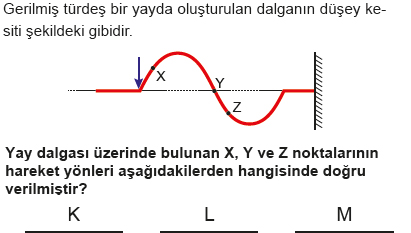 Gerilmiş türdeş bir yayda oluşturulan dalganın düşey ke-
siti şekildeki gibidir.
X
Y
Z
Yay dalgası üzerinde bulunan X, Y ve Z noktalarının
hareket yönleri aşağıdakilerden hangisinde doğru
verilmiştir?
K L M